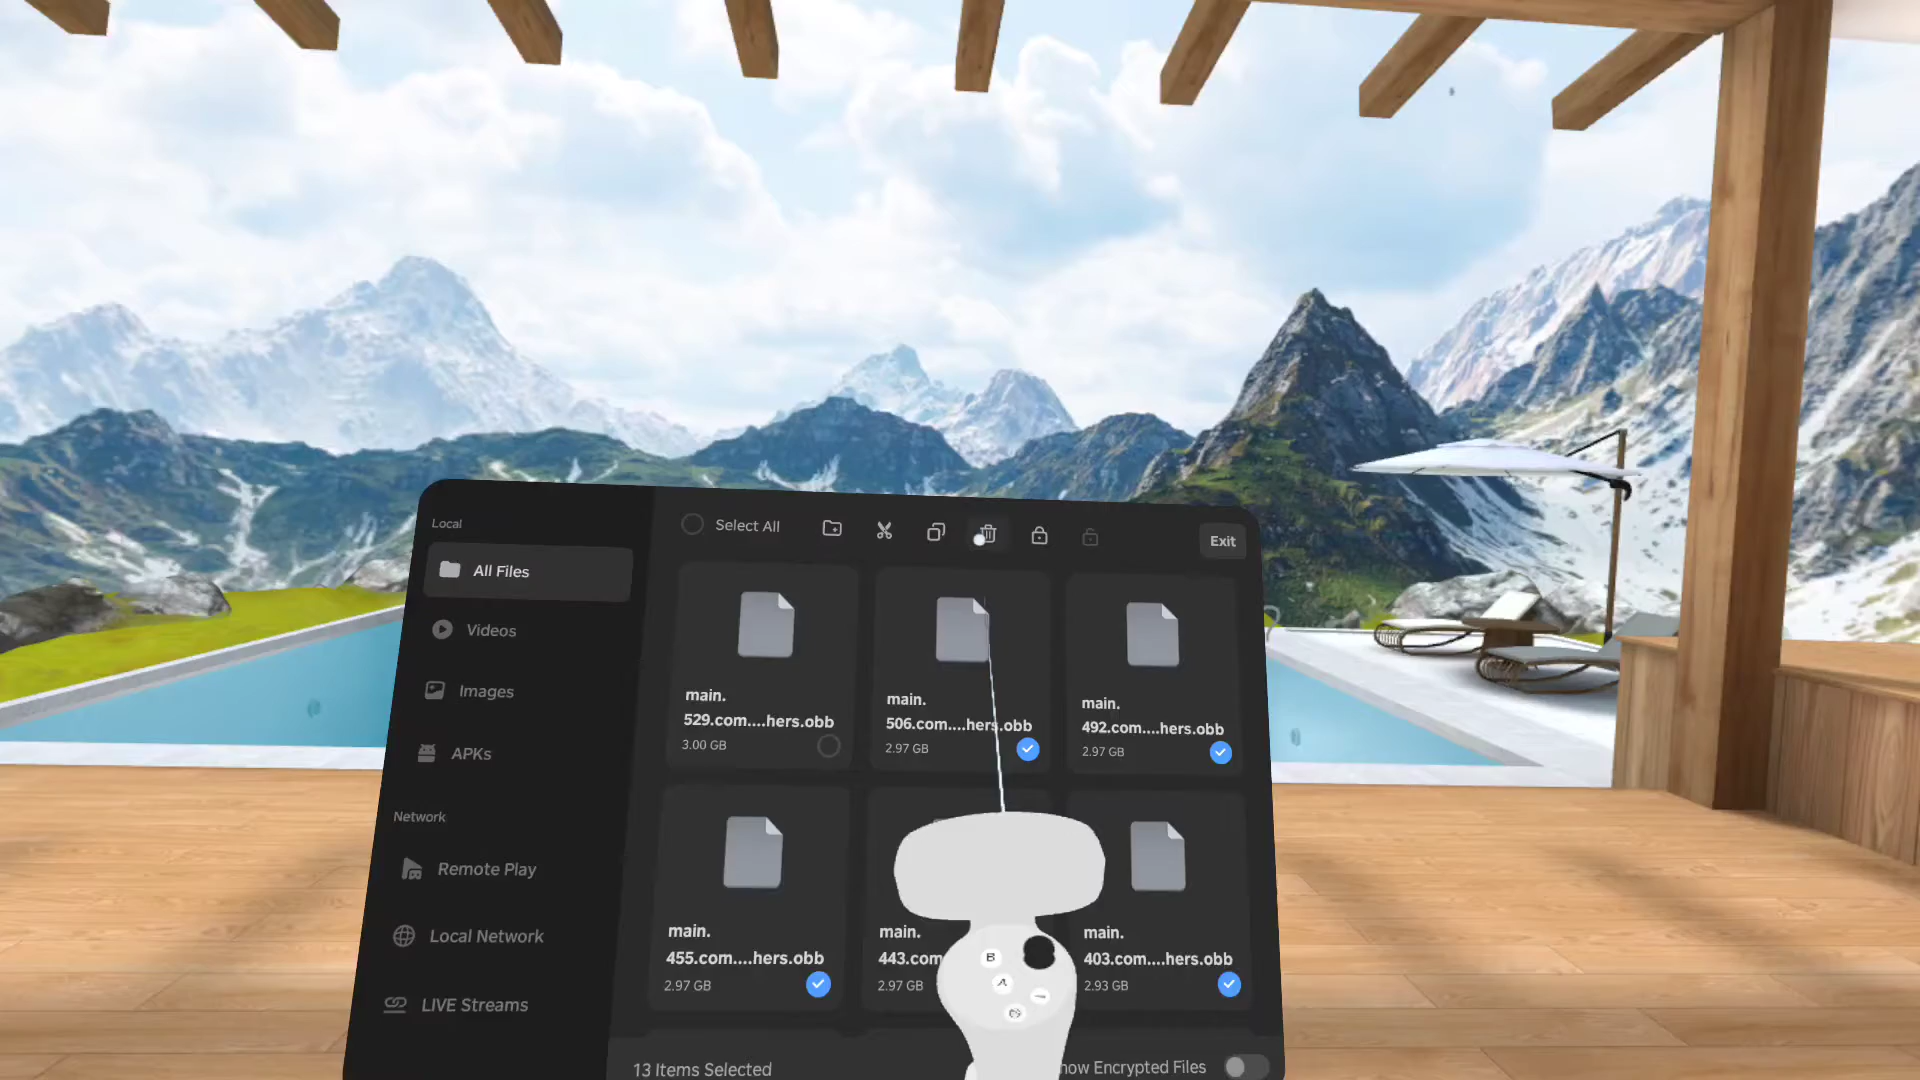 Local
All Files
Videos
Images
APKs
Network
Remote Play
Local Network
LIVE Streams
Select All
Exit
main.
529.com....hers.obb
3.00 GB
main.
506.com....hers.obb
2.97 GB
main.
492.com....hers.obb
2.97 GB
main.
455.com....hers.obb
2.97 GB
main.
443.com
2.97 GB
main.
403.com....hers.obb
2.93 GB
B
A
13 Items Selected
how Encrypted Files